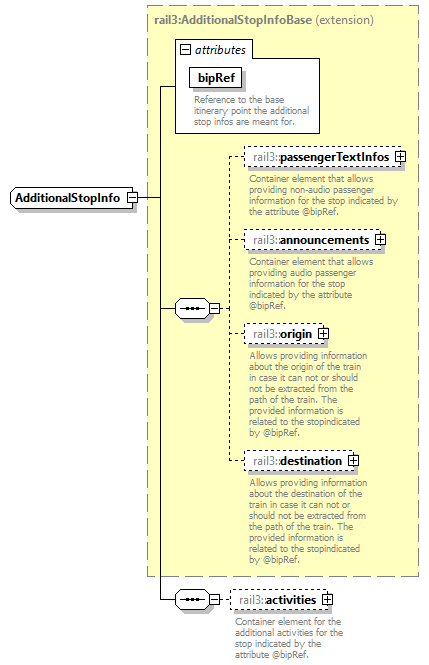 rail3:AdditionalStopInfoBase (extension)
attributes
bipRef
Reference to the base
itinerary point the additional
stop infos are meant for.
rail3::passengerTextInfos
Container element that allows
providing non-audio passenger
information for the stop indicated by
the attribute @bipRef.
AdditionalStopInfo
rail3::announcements
Container element that allows
providing audio passenger
information for the stop
indicated by the attribute
@bipRef.
rail3::origin
Allows providing information
about the origin of the train
in case it can not or should
not be extracted from the
path of the train. The
provided information is
related to the stopindicated
by @bipRef.
rail3::destination
Allows providing information
about the destination of the
train in case it can not or
should not be extracted from
the path of the train. The
provided information is
related to the stopindicated
by @bipRef.
rail3::activities
Container element for the
additional activities for the
stop indicated by the
attribute @bipRef.